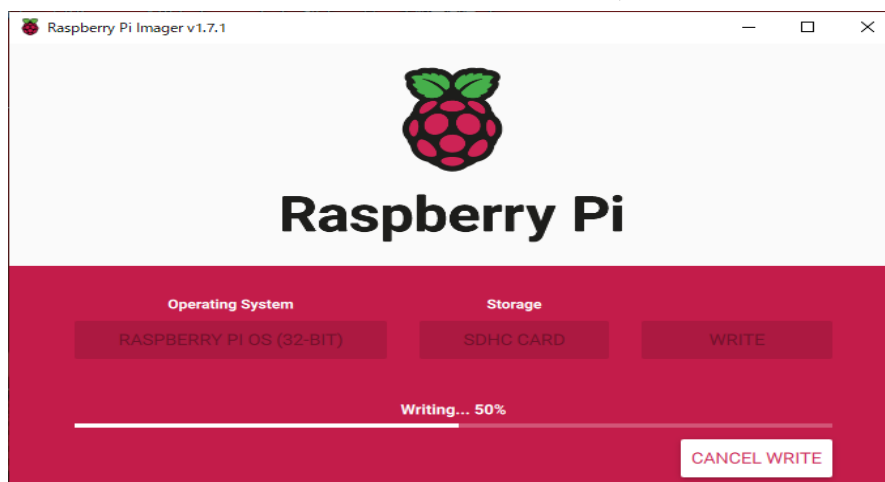 Raspberry Pi Imager v1.7.1
Raspberry Pi
Operating System
Storage
RASPBERRY PI OS (32-BIT)
SDHC CARD
WRITE
Writing... 50%
CANCEL WRITE